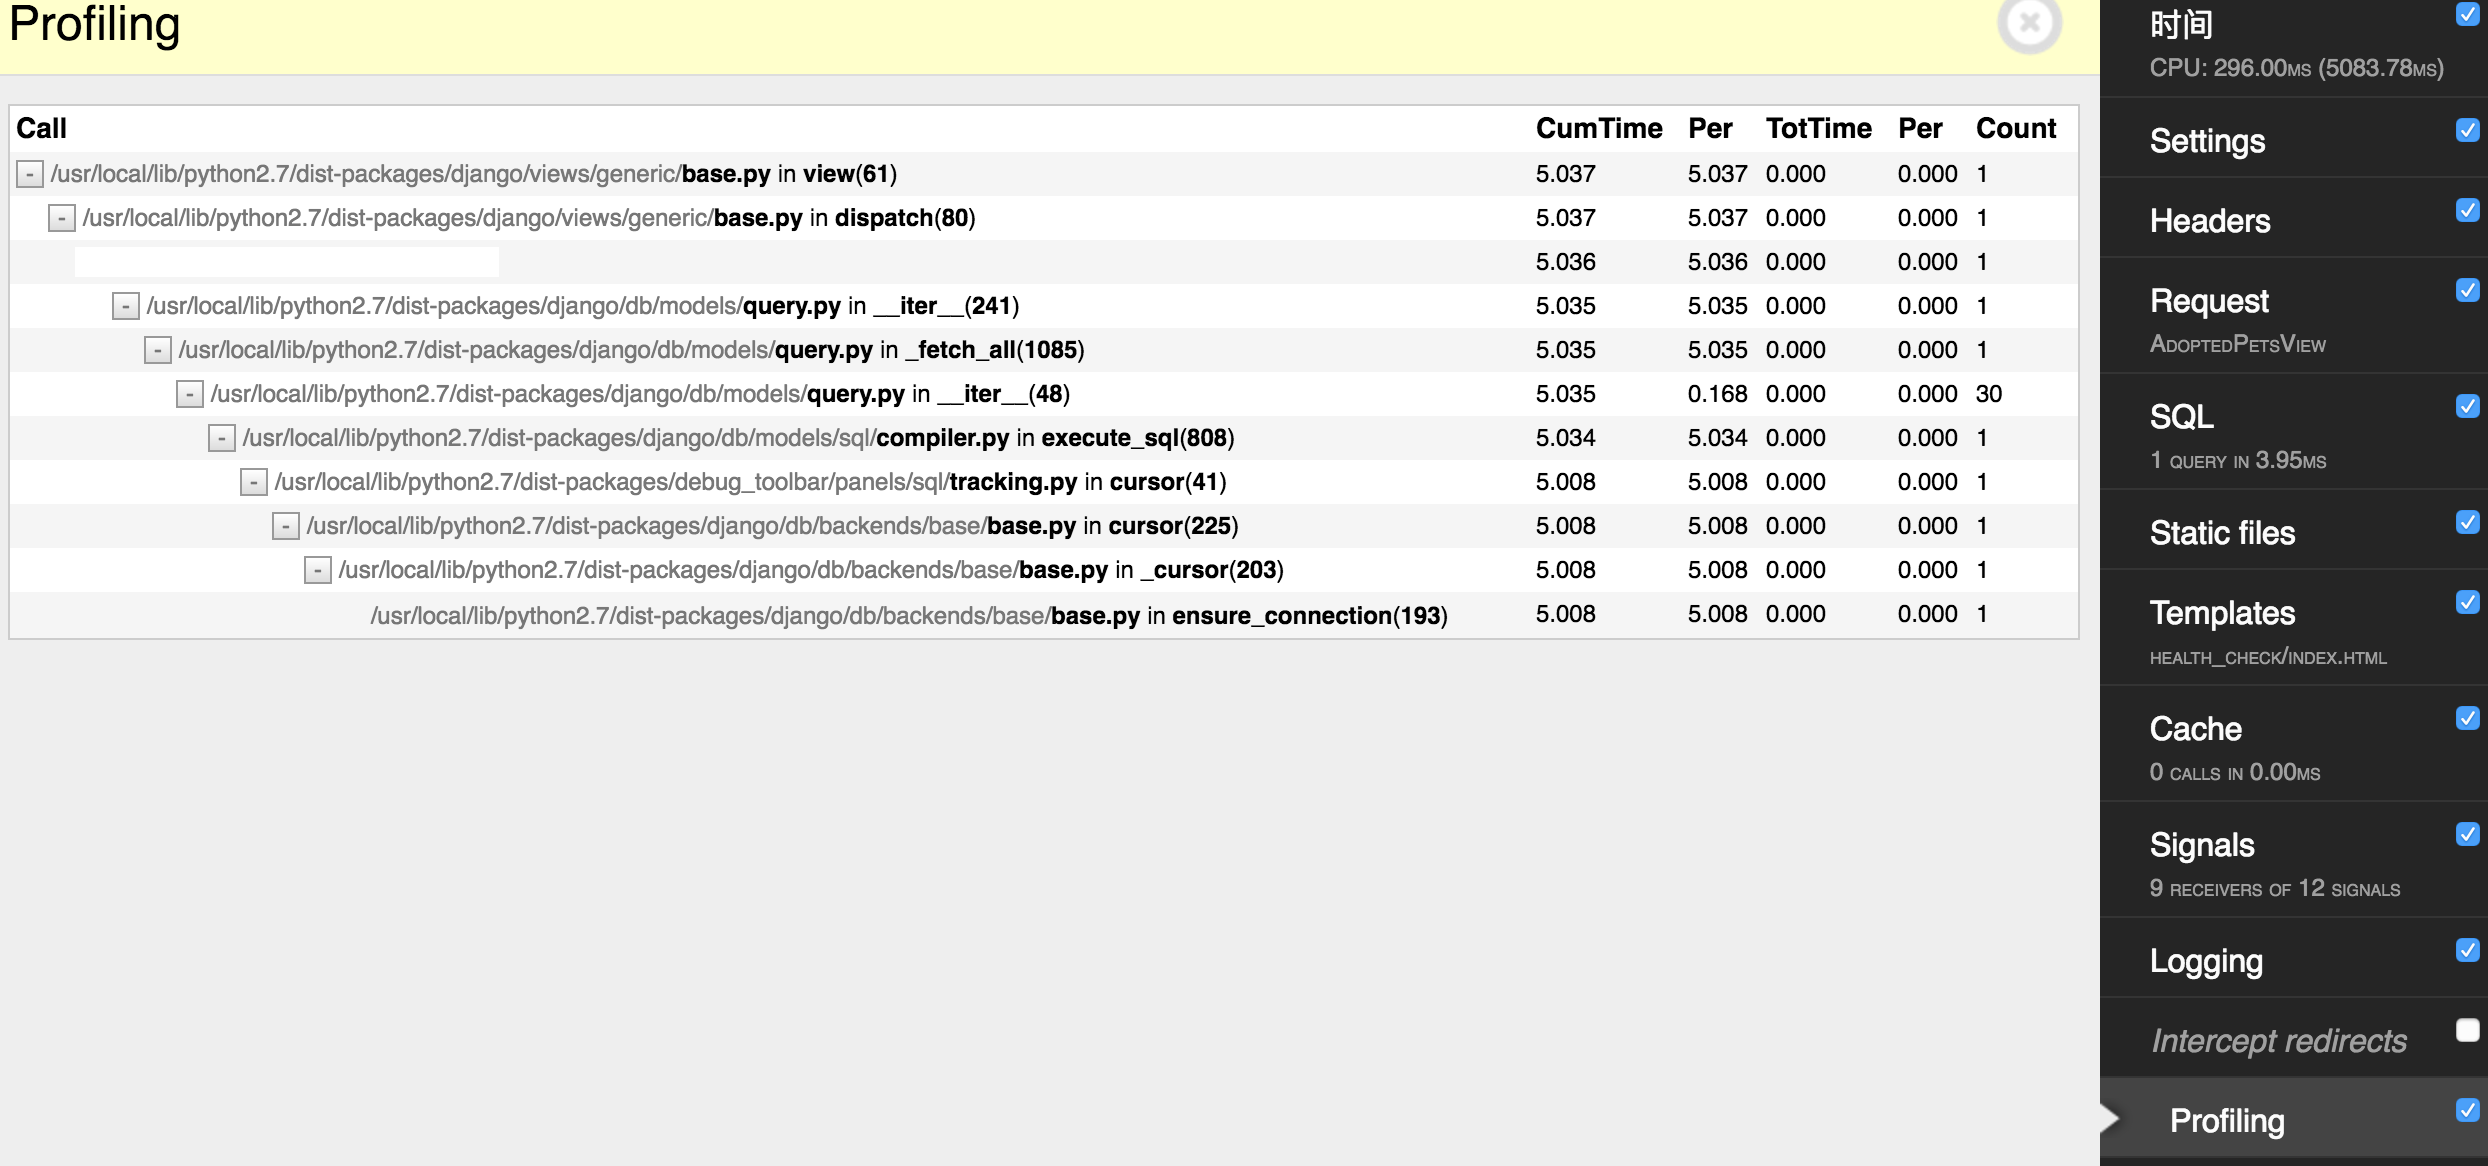 Profiling
Call CumTime Per TotTime Per Count
- /usr/local/lib/python2.7/dist-packages/django/views/generic/base.py in view(61) 5.037 5.037 0.000 0.000 1
- /usr/local/lib/python2.7/dist-packages/django/views/generic/base.py in dispatch(80) 5.037 5.037 0.000 0.000 1
5.036 5.036 0.000 0.000 1
- /usr/local/lib/python2.7/dist-packages/django/db/models/query.py in __iter__(241) 5.035 5.035 0.000 0.000 1
- /usr/local/lib/python2.7/dist-packages/django/db/models/query.py in _fetch_all(1085) 5.035 5.035 0.000 0.000 1
- /usr/local/lib/python2.7/dist-packages/django/db/models/query.py in __iter__(48) 5.035 0.168 0.000 0.000 30
- /usr/local/lib/python2.7/dist-packages/django/db/models/sql/compiler.py in execute_sql(808) 5.034 5.034 0.000 0.000 1
- /usr/local/lib/python2.7/dist-packages/debug_toolbar/panels/sql/tracking.py in cursor(41) 5.008 5.008 0.000 0.000 1
- /usr/local/lib/python2.7/dist-packages/django/db/backends/base/base.py in cursor(225) 5.008 5.008 0.000 0.000 1
- /usr/local/lib/python2.7/dist-packages/django/db/backends/base/base.py in _cursor(203) 5.008 5.008 0.000 0.000 1
/usr/local/lib/python2.7/dist-packages/django/db/backends/base/base.py in ensure_connection(193) 5.008 5.008 0.000 0.000 1
时间
CPU: 296.00ms (5083.78ms)
Settings
Headers
Request
AdoptedPetsView
SQL
1 query in 3.95ms
Static files
Templates
health_check/index.html
Cache
0 calls in 0.00ms
Signals
9 receivers of 12 signals
Logging
Intercept redirects
Profiling